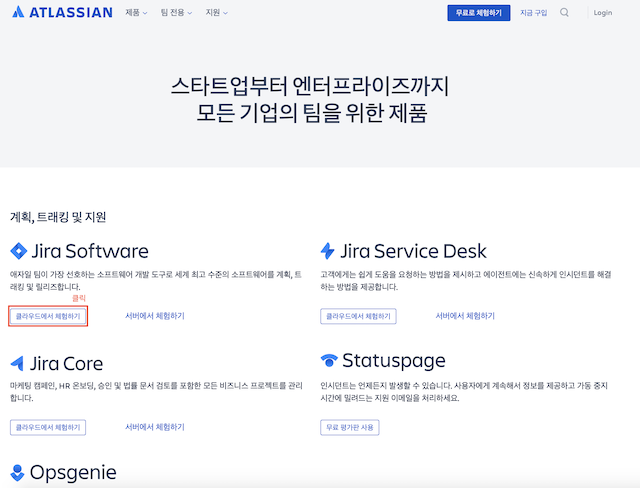 ATLASSIAN 제품 팀 전용 지원 무료로 체험하기 지금 구입 Login
스타트업부터 엔터프라이즈까지
모든 기업의 팀을 위한 제품
계획, 트래킹 및 지원
Jira Software
애자일 팀이 가장 선호하는 소프트웨어 개발 도구로 세계 최고 수준의 소프트웨어를 계획, 트
래킹 및 릴리즈합니다.
클릭
클라우드에서 체험하기 서버에서 체험하기
Jira Service Desk
고객에게는 쉽게 도움을 요청하는 방법을 제시하고 에이전트에는 신속하게 인시던트를 해결
하는 방법을 제공합니다.
클라우드에서 체험하기 서버에서 체험하기
Jira Core
마케팅 캠페인, HR 온보딩, 승인 및 법률 문서 검토를 포함한 모든 비즈니스 프로젝트를 관리
합니다.
클라우드에서 체험하기 서버에서 체험하기
Statuspage
인시던트는 언제든지 발생할 수 있습니다. 사용자에게 계속해서 정보를 제공하고 가동 중지
시간에 밀려드는 지원 이메일을 처리하세요.
무료 평가판 사용
Opsgenie